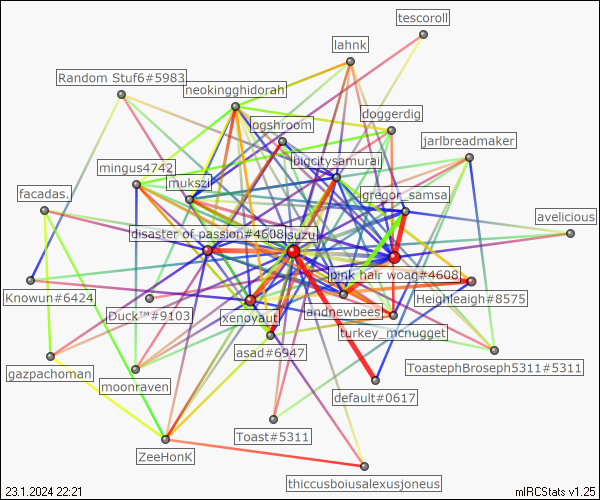 tescoroll
lahnk
Random Stuf6#5983
neokingghidorah
doggerdig
ogshroom
jarlbreadmaker
bigcitysamurai
mingus4742
mukszi
gregor_samsa
facadas.
avelicious
disaster of passion#4608
suzu
pink hair woag#4608
Knowun#6424
Heighleaigh#8575
Duck™#9103
xenoyaut
andnewbees
turkey_mcnugget
asad#6947
ToastephBroseph5311#5311
gazpachoman
moonraven
default#0617
Toast#5311
ZeeHonK
thiccusboiusalexusjoneus
23.1.2024 22:21
mIRCStats v1.25